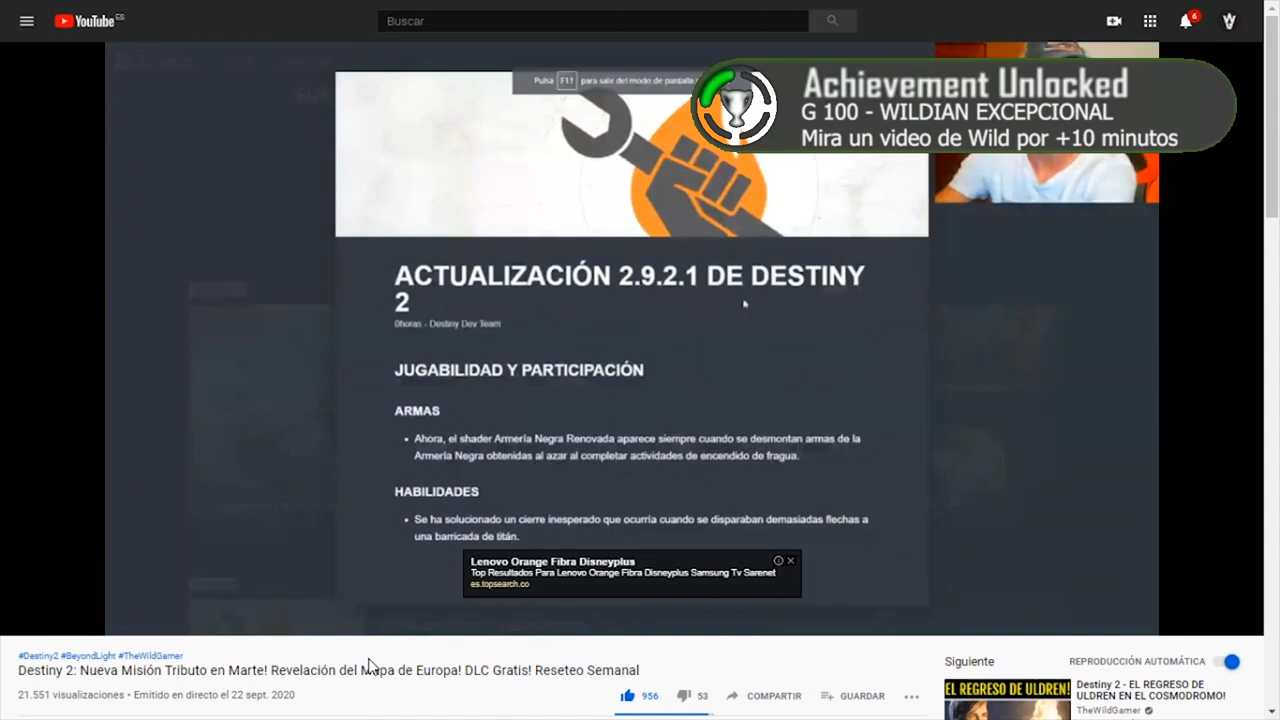 YouTube ES
Buscar
6
Pulsa F11 para salir del modo de pantalla
Achievement Unlocked
G 100 - WILDIAN EXCEPCIONAL
Mira un video de Wild por +10 minutos
ACTUALIZACIÓN 2.9.2.1 DE DESTINY
2
0horas - Destiny Dev Team
JUGABILIDAD Y PARTICIPACIÓN
ARMAS
• Ahora, el shader Armería Negra Renovada aparece siempre cuando se desmontan armas de la
Armería Negra obtenidas al azar al completar actividades de encendido de fragua.
HABILIDADES
• Se ha solucionado un cierre inesperado que ocurría cuando se disparaban demasiadas flechas a
una barricada de titán.
Lenovo Orange Fibra Disneyplus
Top Resultados Para Lenovo Orange Fibra Disneyplus Samsung Tv Sarenet
es.topsearch.co
#Destiny2 #BeyondLight #TheWildGamer
Destiny 2: Nueva Misión Tributo en Marte! Revelación del Mapa de Europa! DLC Gratis! Reseteo Semanal
21.551 visualizaciones • Emitido en directo el 22 sept. 2020
956
53
COMPARTIR
GUARDAR
Siguiente
REPRODUCCIÓN AUTOMÁTICA
EL REGRESO DE ULDREN!
Destiny 2 - EL REGRESO DE
ULDREN EN EL COSMODROMO!
TheWildGamer